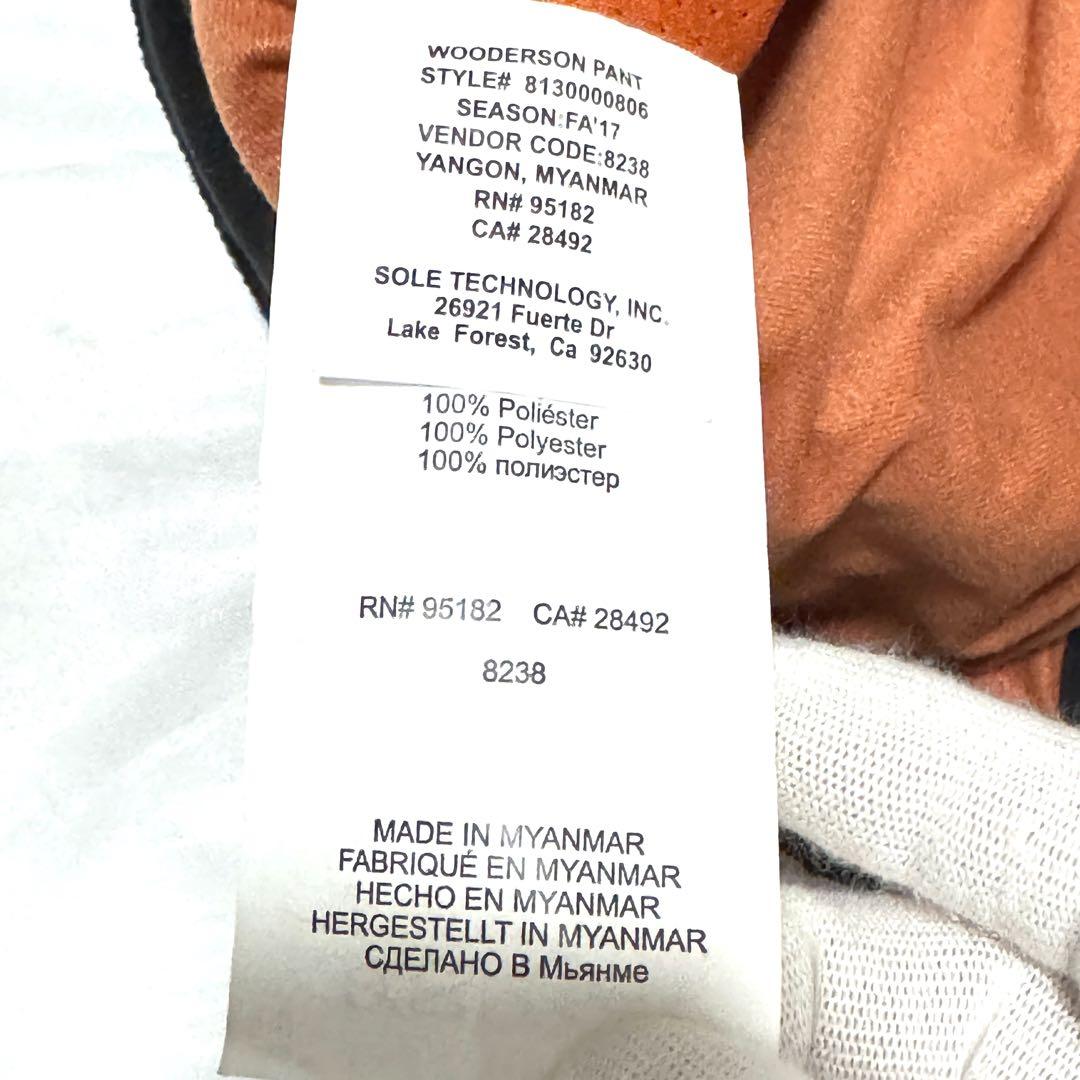 WOODERSON PANT
STYLE# 8130000806
SEASON:FA'17
VENDOR CODE:8238
YANGON, MYANMAR
RN# 95182
CA# 28492
SOLE TECHNOLOGY, INC.
26921 Fuerte Dr
Lake Forest, Ca 92630
100% Poliéster
100% Polyester
100% полиэстер
RN# 95182 CA# 28492
8238
MADE IN MYANMAR
FABRIQUÉ EN MYANMAR
HECHO EN MYANMAR
HERGESTELLT IN MYANMAR
СДЕЛАНО В Мьянме